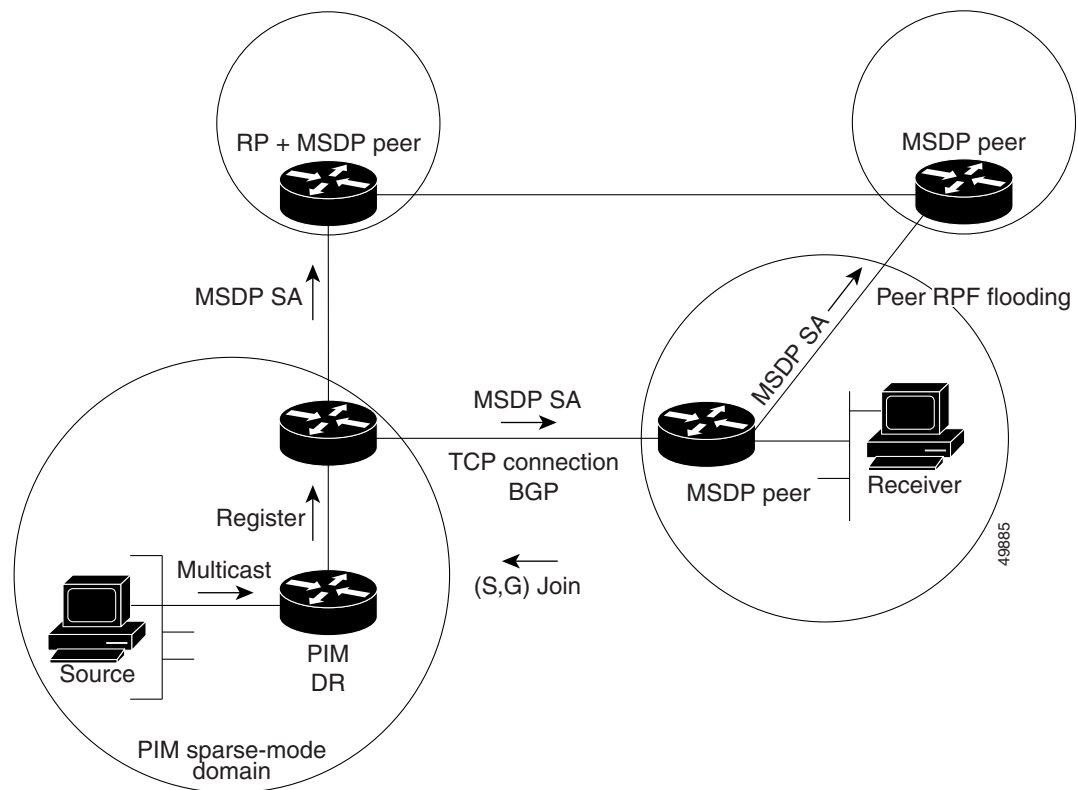 RP + MSDP peer
MSDP peer
MSDP SA
Peer RPF flooding
MSDP SA
MSDP SA
TCP connection
BGP
MSDP peer
Receiver
Register
49885
Multicast
(S,G) Join
Source
PIM
DR
PIM sparse-mode
domain